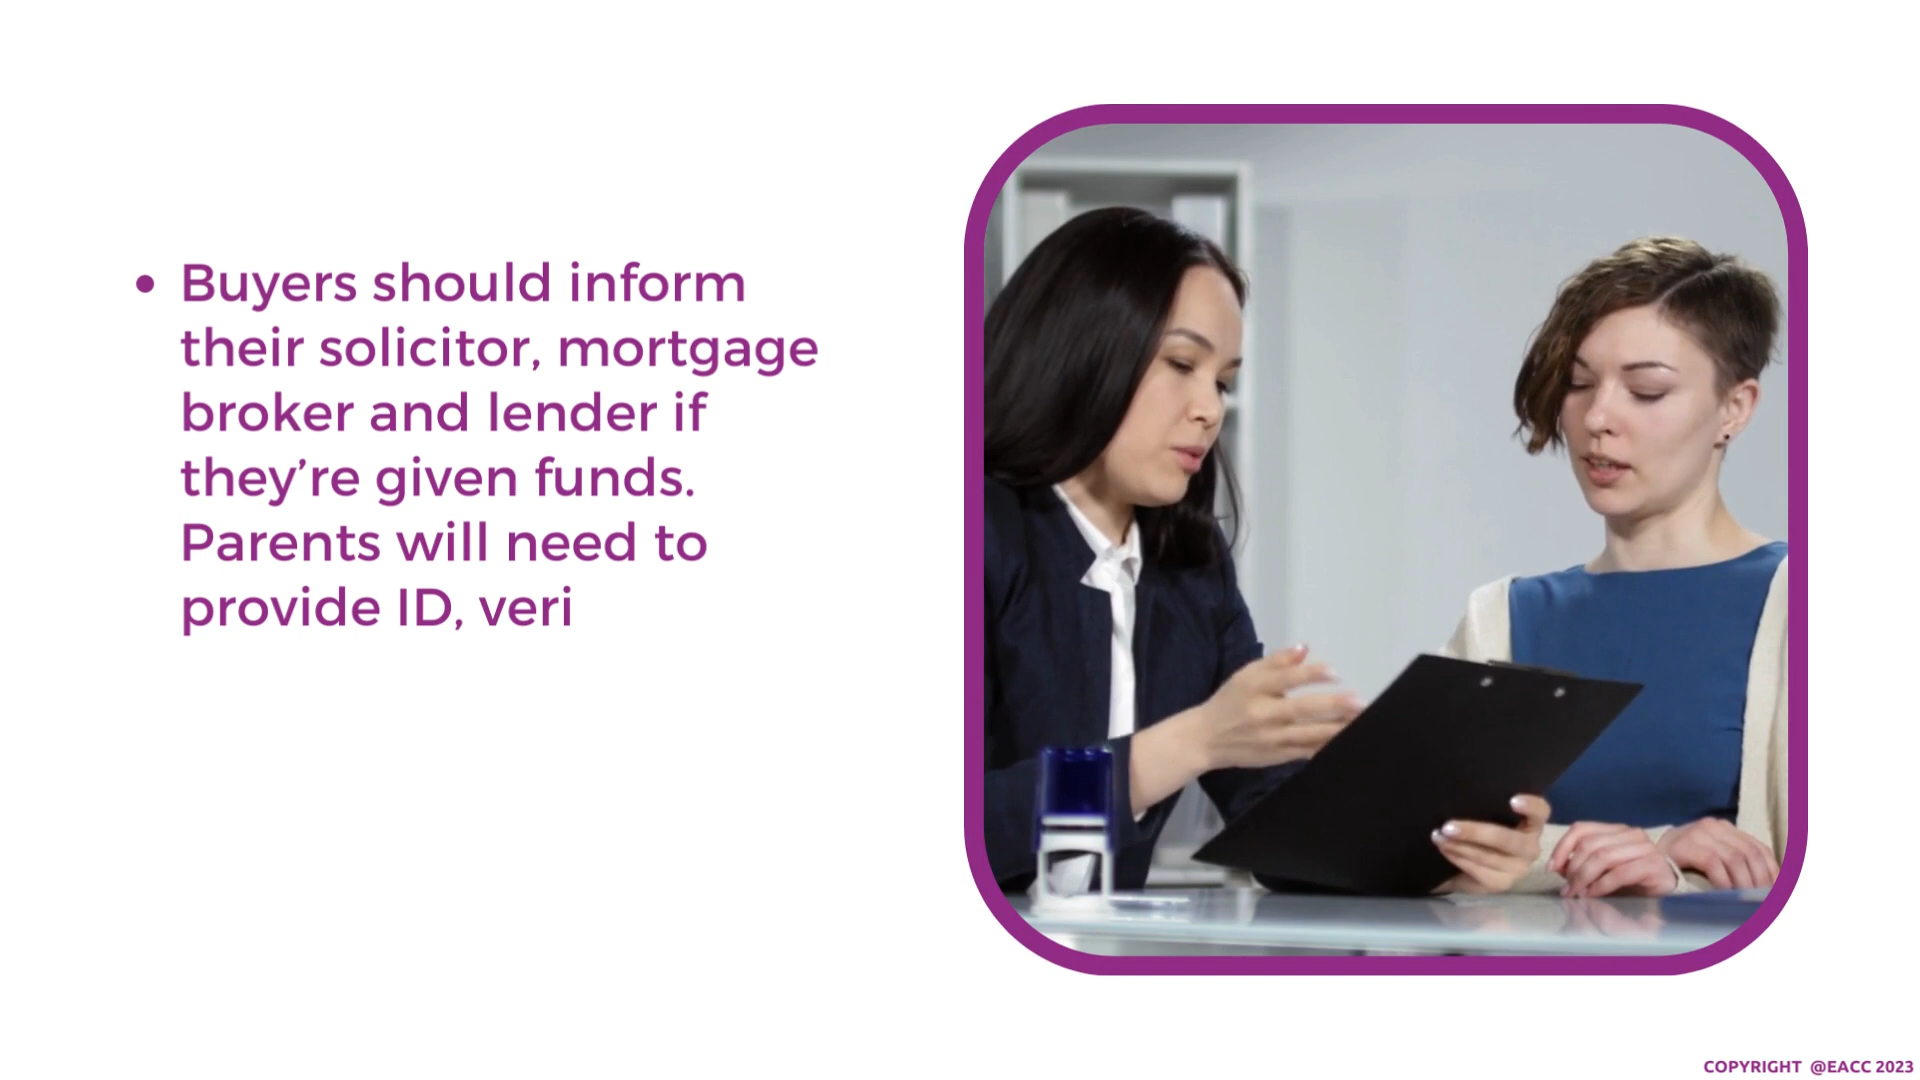 • Buyers should inform
their solicitor, mortgage
broker and lender if
they’re given funds.
Parents will need to
provide ID, veri
COPYRIGHT @EACC 2023